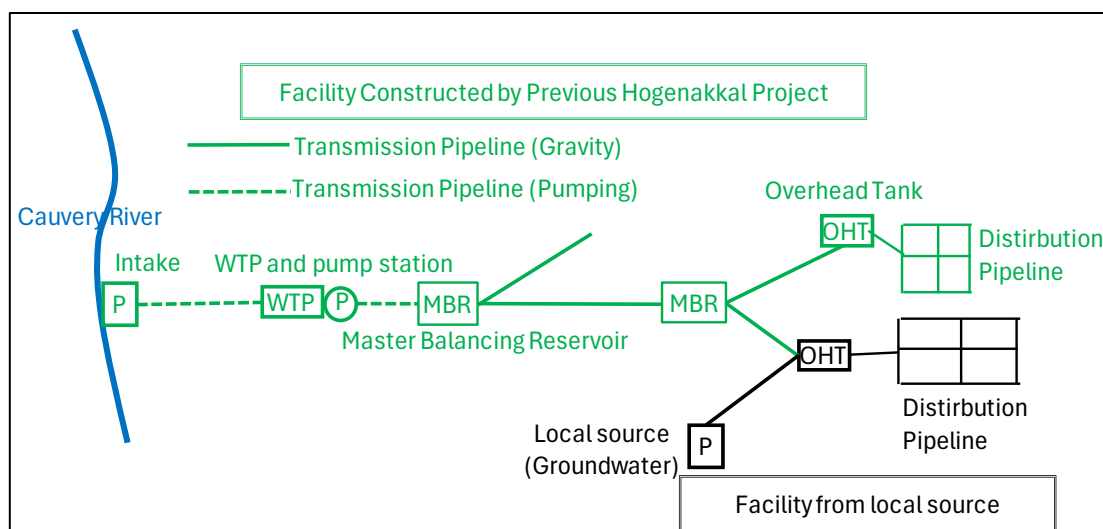 Facility Constructed by Previous Hogenakkal Project
Transmission Pipeline (Gravity)
Transmission Pipeline (Pumping)
Cauvery River
Overhead Tank
OHT
Distirbution
Pipeline
Intake
WTP and pump station
P
WTP
P
MBR
MBR
Master Balancing Reservoir
OHT
Distirbution
Pipeline
Local source
(Groundwater)
P
Facility from local source